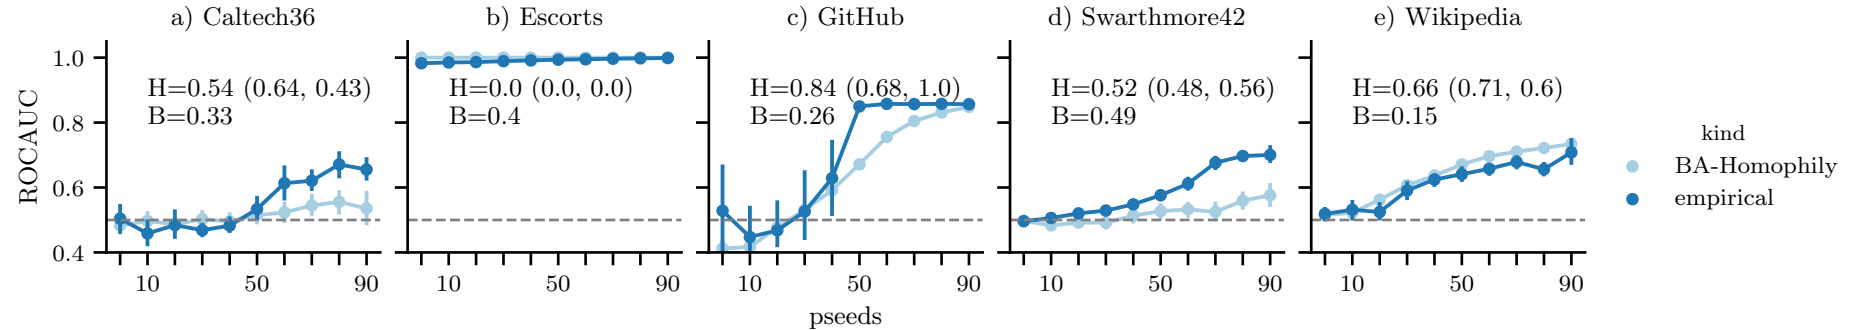 a) Caltech36
b) Escorts
c) GitHub
d) Swarthmore42
e) Wikipedia
ROCAUC
1.0
0.8
0.6
0.4
H=0.54 (0.64, 0.43)
B=0.33
H=0.0 (0.0, 0.0)
B=0.4
H=0.84 (0.68, 1.0)
B=0.26
H=0.52 (0.48, 0.56)
B=0.49
H=0.66 (0.71, 0.6)
B=0.15
10 50 90
10 50 90
10 50 90
10 50 90
10 50 90
pseeds
kind
BA-Homophily
empirical